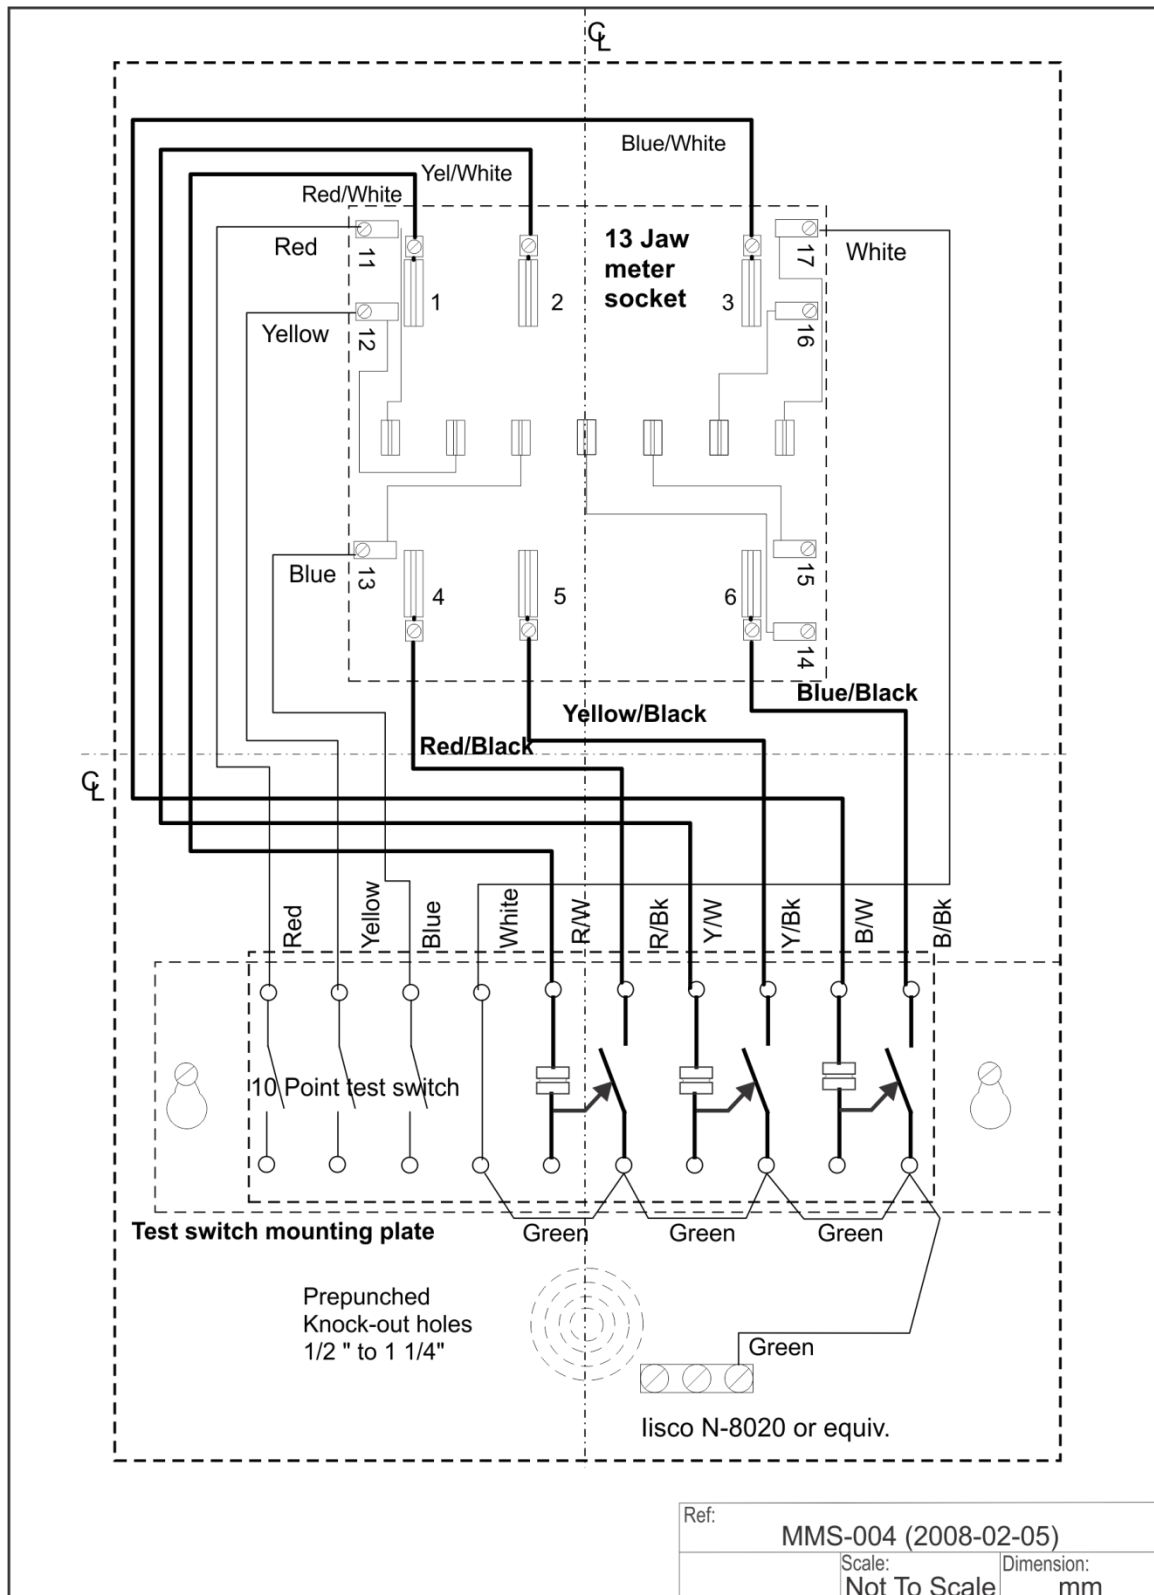 CL
Blue/White
Yel/White
Red/White
Red
11
1
2
13 Jaw
meter
socket
3
17
White
Yellow
12
16
Blue
13
4
5
6
15
14
Blue/Black
Yellow/Black
Red/Black
CL
Red
Yellow
Blue
White
R/W
R/Bk
Y/W
Y/Bk
B/W
B/Bk
10 Point test switch
Test switch mounting plate
Green
Green
Green
Prepunched
Knock-out holes
1/2 " to 1 1/4"
Green
Iisco N-8020 or equiv.
Ref:
MMS-004 (2008-02-05)
Scale:
Not To Scale
Dimension:
mm